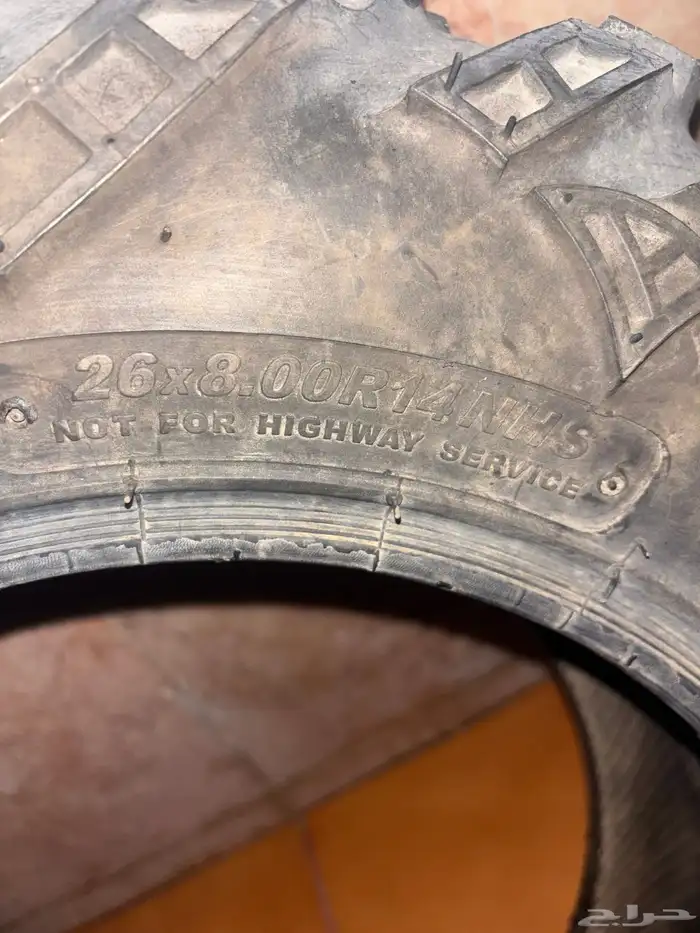 26x8.00R14 NHS
NOT FOR HIGHWAY SERVICE
حراج